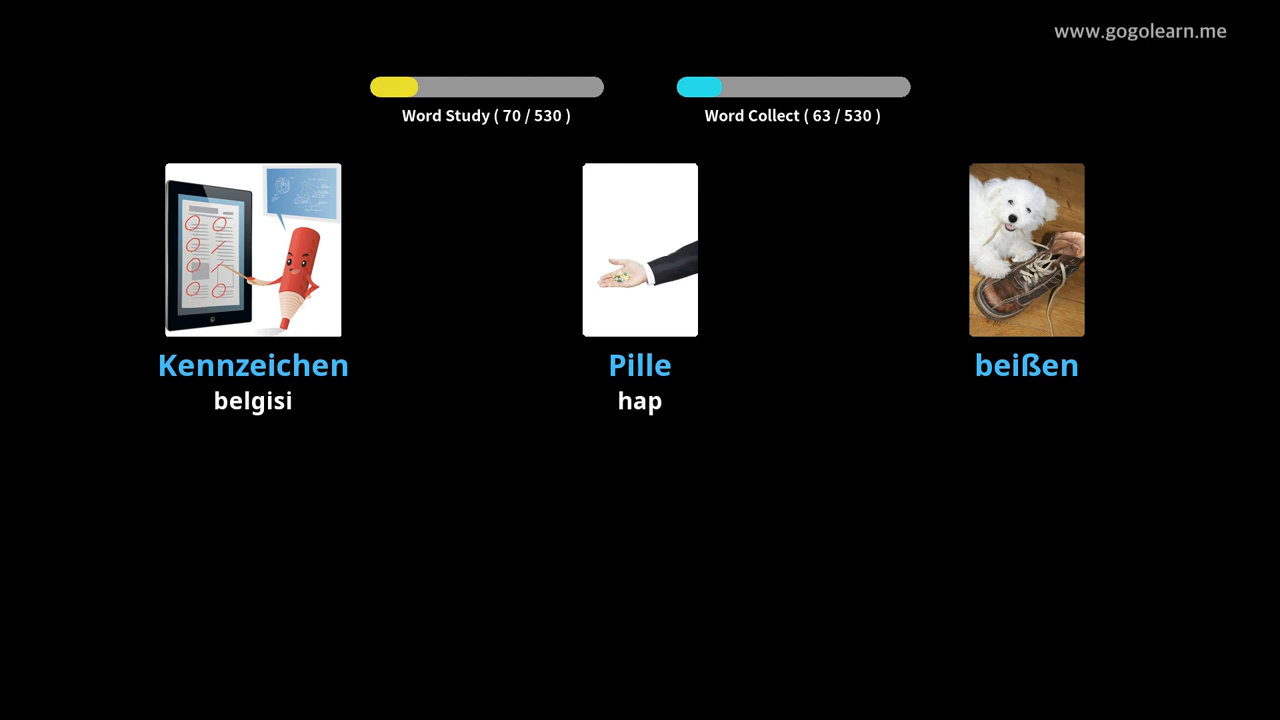 www.gogolearn.me
Word Study ( 70 / 530 )
Word Collect ( 63 / 530 )
Kennzeichen
belgisi
Pille
hap
beißen